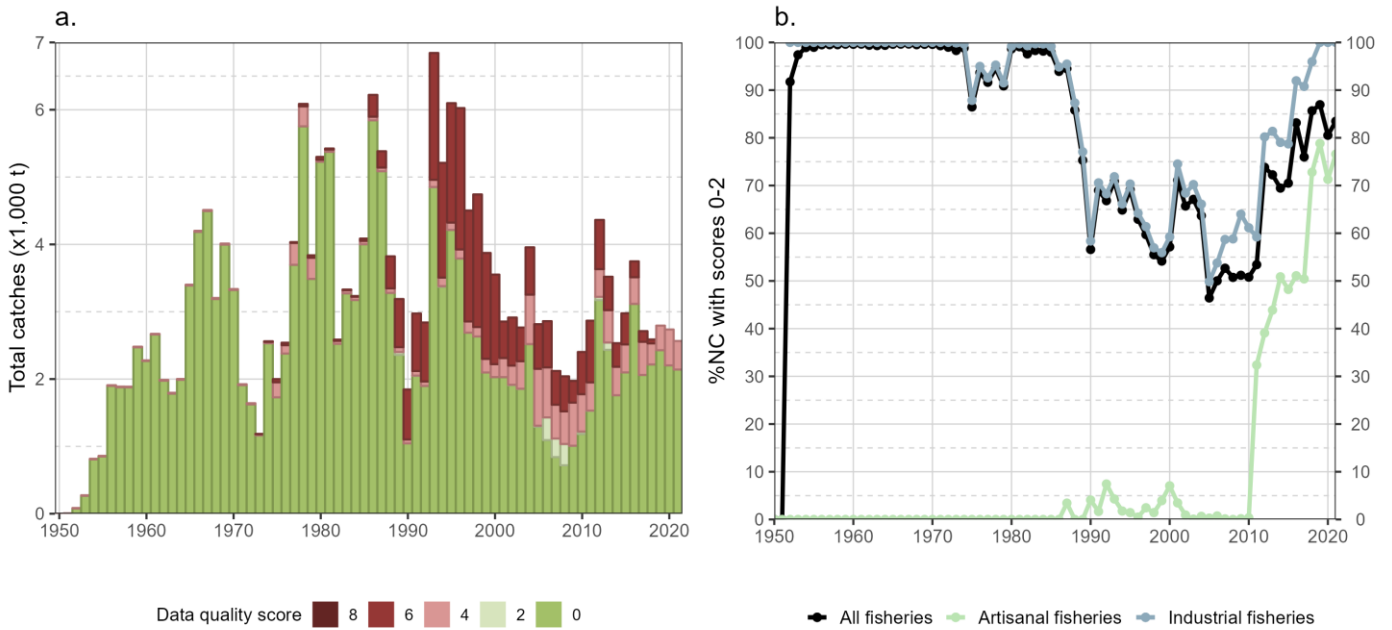 a.
Total catches (x1,000 t)
7
6
4
2
0
1950 1960 1970 1980 1990 2000 2010 2020
Data quality score 8 6 4 2 0
b.
%NC with scores 0-2
100 100
90 90
80 80
70 70
60 60
50 50
40 40
30 30
20 20
10 10
0 0
1950 1960 1970 1980 1990 2000 2010 2020
All fisheries Artisanal fisheries Industrial fisheries